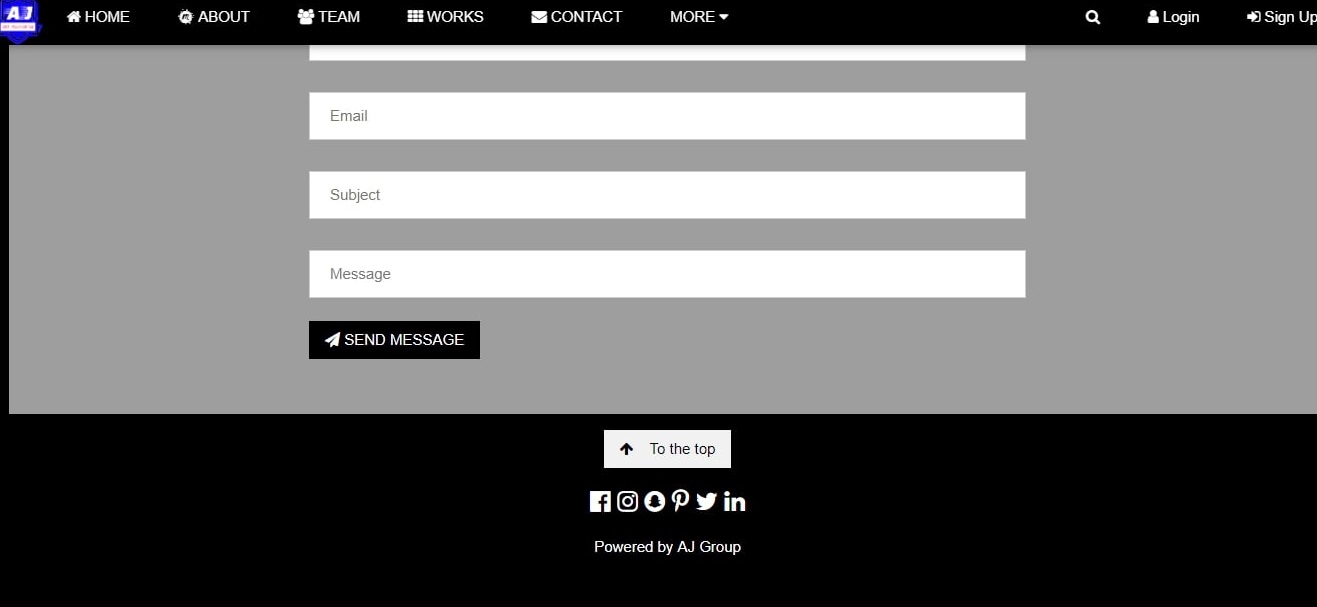 AJ
HOME ABOUT TEAM WORKS CONTACT MORE Login Sign Up
Email
Subject
Message
SEND MESSAGE
To the top
Powered by AJ Group